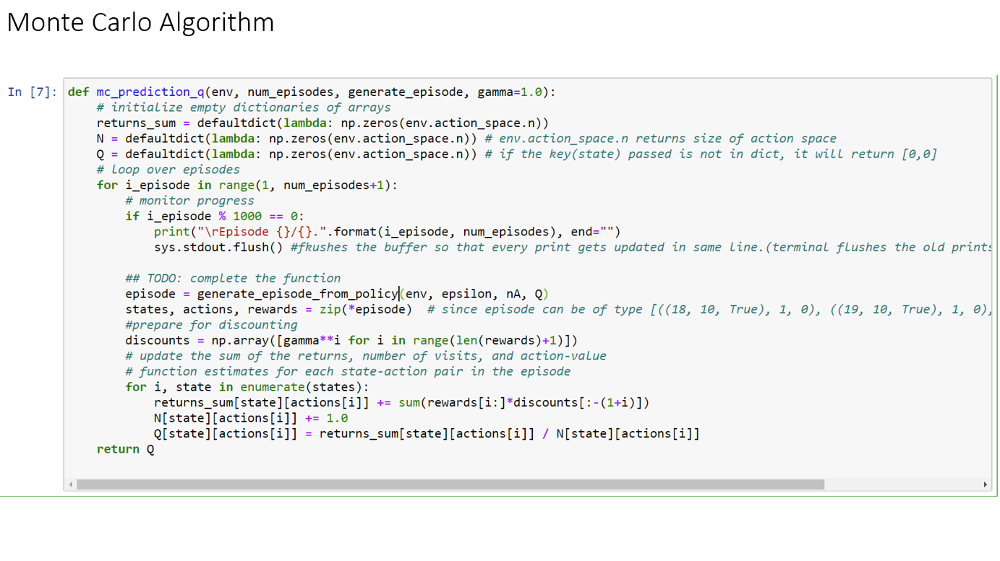 Monte Carlo Algorithm
In [7]: def mc_prediction_q(env, num_episodes, generate_episode, gamma=1.0):
# initialize empty dictionaries of arrays
returns_sum = defaultdict(lambda: np.zeros(env.action_space.n))
N = defaultdict(lambda: np.zeros(env.action_space.n)) # env.action_space.n returns size of action space
Q = defaultdict(lambda: np.zeros(env.action_space.n)) # if the key(state) passed is not in dict, it will return [0,0]
# loop over episodes
for i_episode in range(1, num_episodes+1):
# monitor progress
if i_episode % 1000 == 0:
print("\rEpisode {}/{}.".format(i_episode, num_episodes), end="")
sys.stdout.flush() #fkushes the buffer so that every print gets updated in same line.(terminal flushes the old prints
## TODO: complete the function
episode = generate_episode_from_policy(env, epsilon, nA, Q)
states, actions, rewards = zip(*episode) # since episode can be of type [((18, 10, True), 1, 0), ((19, 10, True), 1, 0),
#prepare for discounting
discounts = np.array([gamma**i for i in range(len(rewards)+1)])
# update the sum of the returns, number of visits, and action-value
# function estimates for each state-action pair in the episode
for i, state in enumerate(states):
returns_sum[state][actions[i]] += sum(rewards[i:]*discounts[:-(1+i)])
N[state][actions[i]] += 1.0
Q[state][actions[i]] = returns_sum[state][actions[i]] / N[state][actions[i]]
return Q